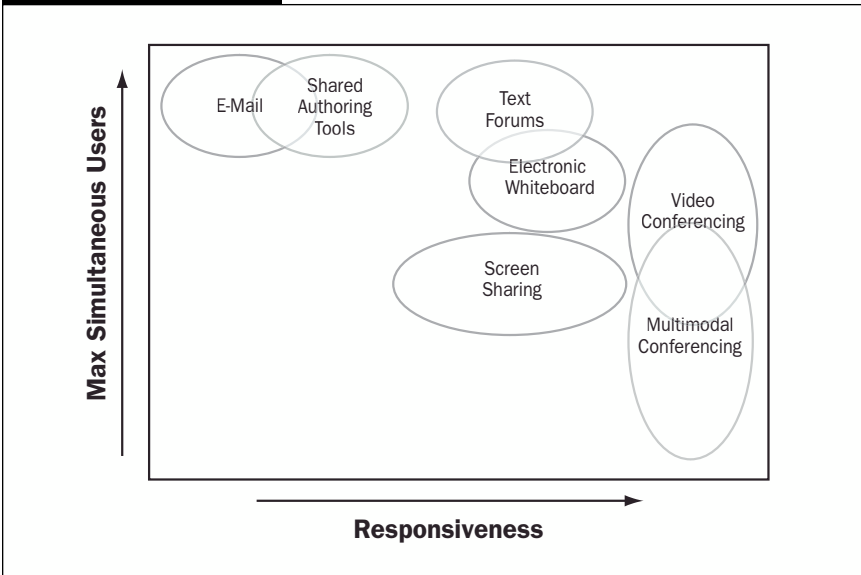 E-Mail
Shared
Authoring
Tools
Text
Forums
Electronic
Whiteboard
Video
Conferencing
Screen
Sharing
Multimodal
Conferencing
Max Simultaneous Users
Responsiveness